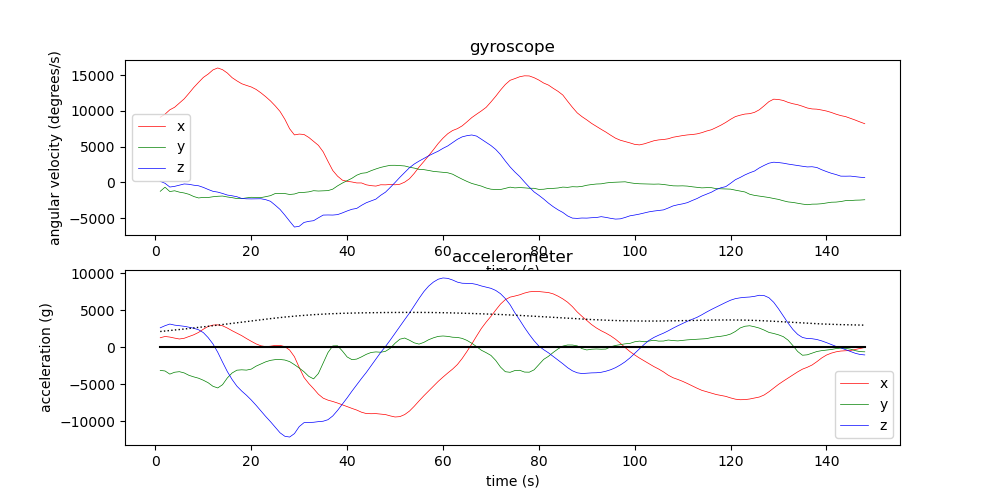 gyroscope
angular velocity (degrees/s)
15000
10000
5000
0
−5000
x
y
z
0 20 40 60 80 100 120 140
time (s)
accelerometer
acceleration (g)
10000
5000
0
−5000
−10000
x
y
z
0 20 40 60 80 100 120 140
time (s)